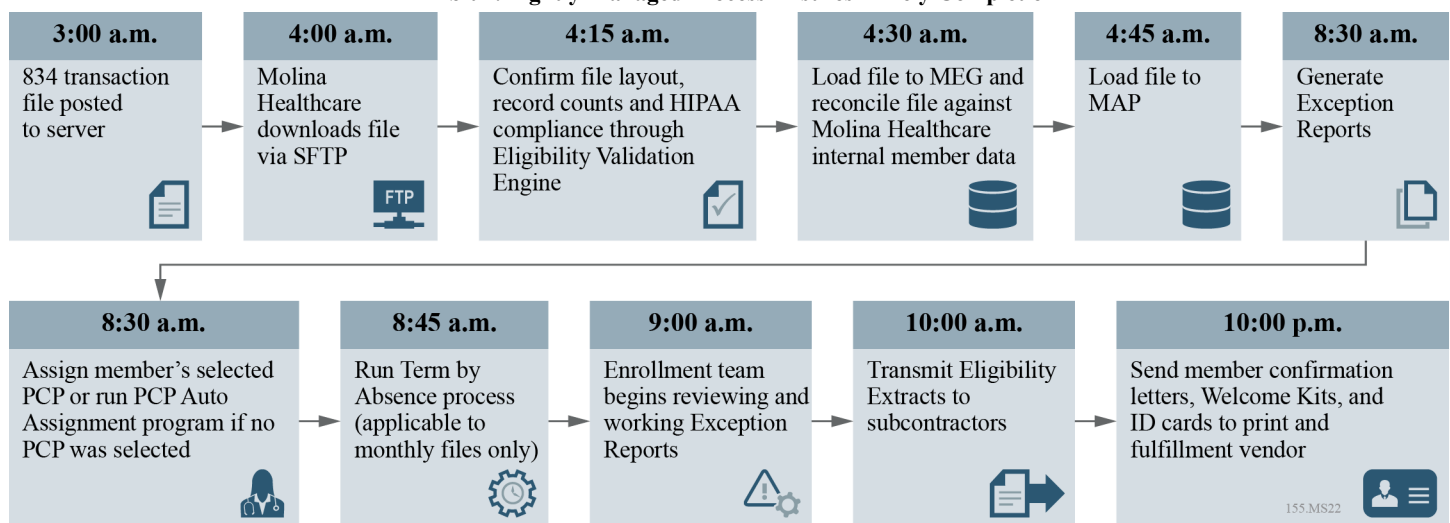 3:00 a.m.
834 transaction
file posted
to server
4:00 a.m.
Molina
Healthcare
downloads file
via SFTP
FTP
4:15 a.m.
Confirm file layout,
record counts and HIPAA
compliance through
Eligibility Validation
Engine
4:30 a.m.
Load file to MEG and
reconcile file against
Molina Healthcare
internal member data
4:45 a.m.
Load file to
MAP
8:30 a.m.
Generate
Exception
Reports
8:30 a.m.
Assign member’s selected
PCP or run PCP Auto
Assignment program if no
PCP was selected
8:45 a.m.
Run Term by
Absence process
(applicable to
monthly files only)
9:00 a.m.
Enrollment team
begins reviewing and
working Exception
Reports
10:00 a.m.
Transmit Eligibility
Extracts to
subcontractors
10:00 p.m.
Send member confirmation
letters, Welcome Kits, and
ID cards to print and
fulfillment vendor
155.MS22